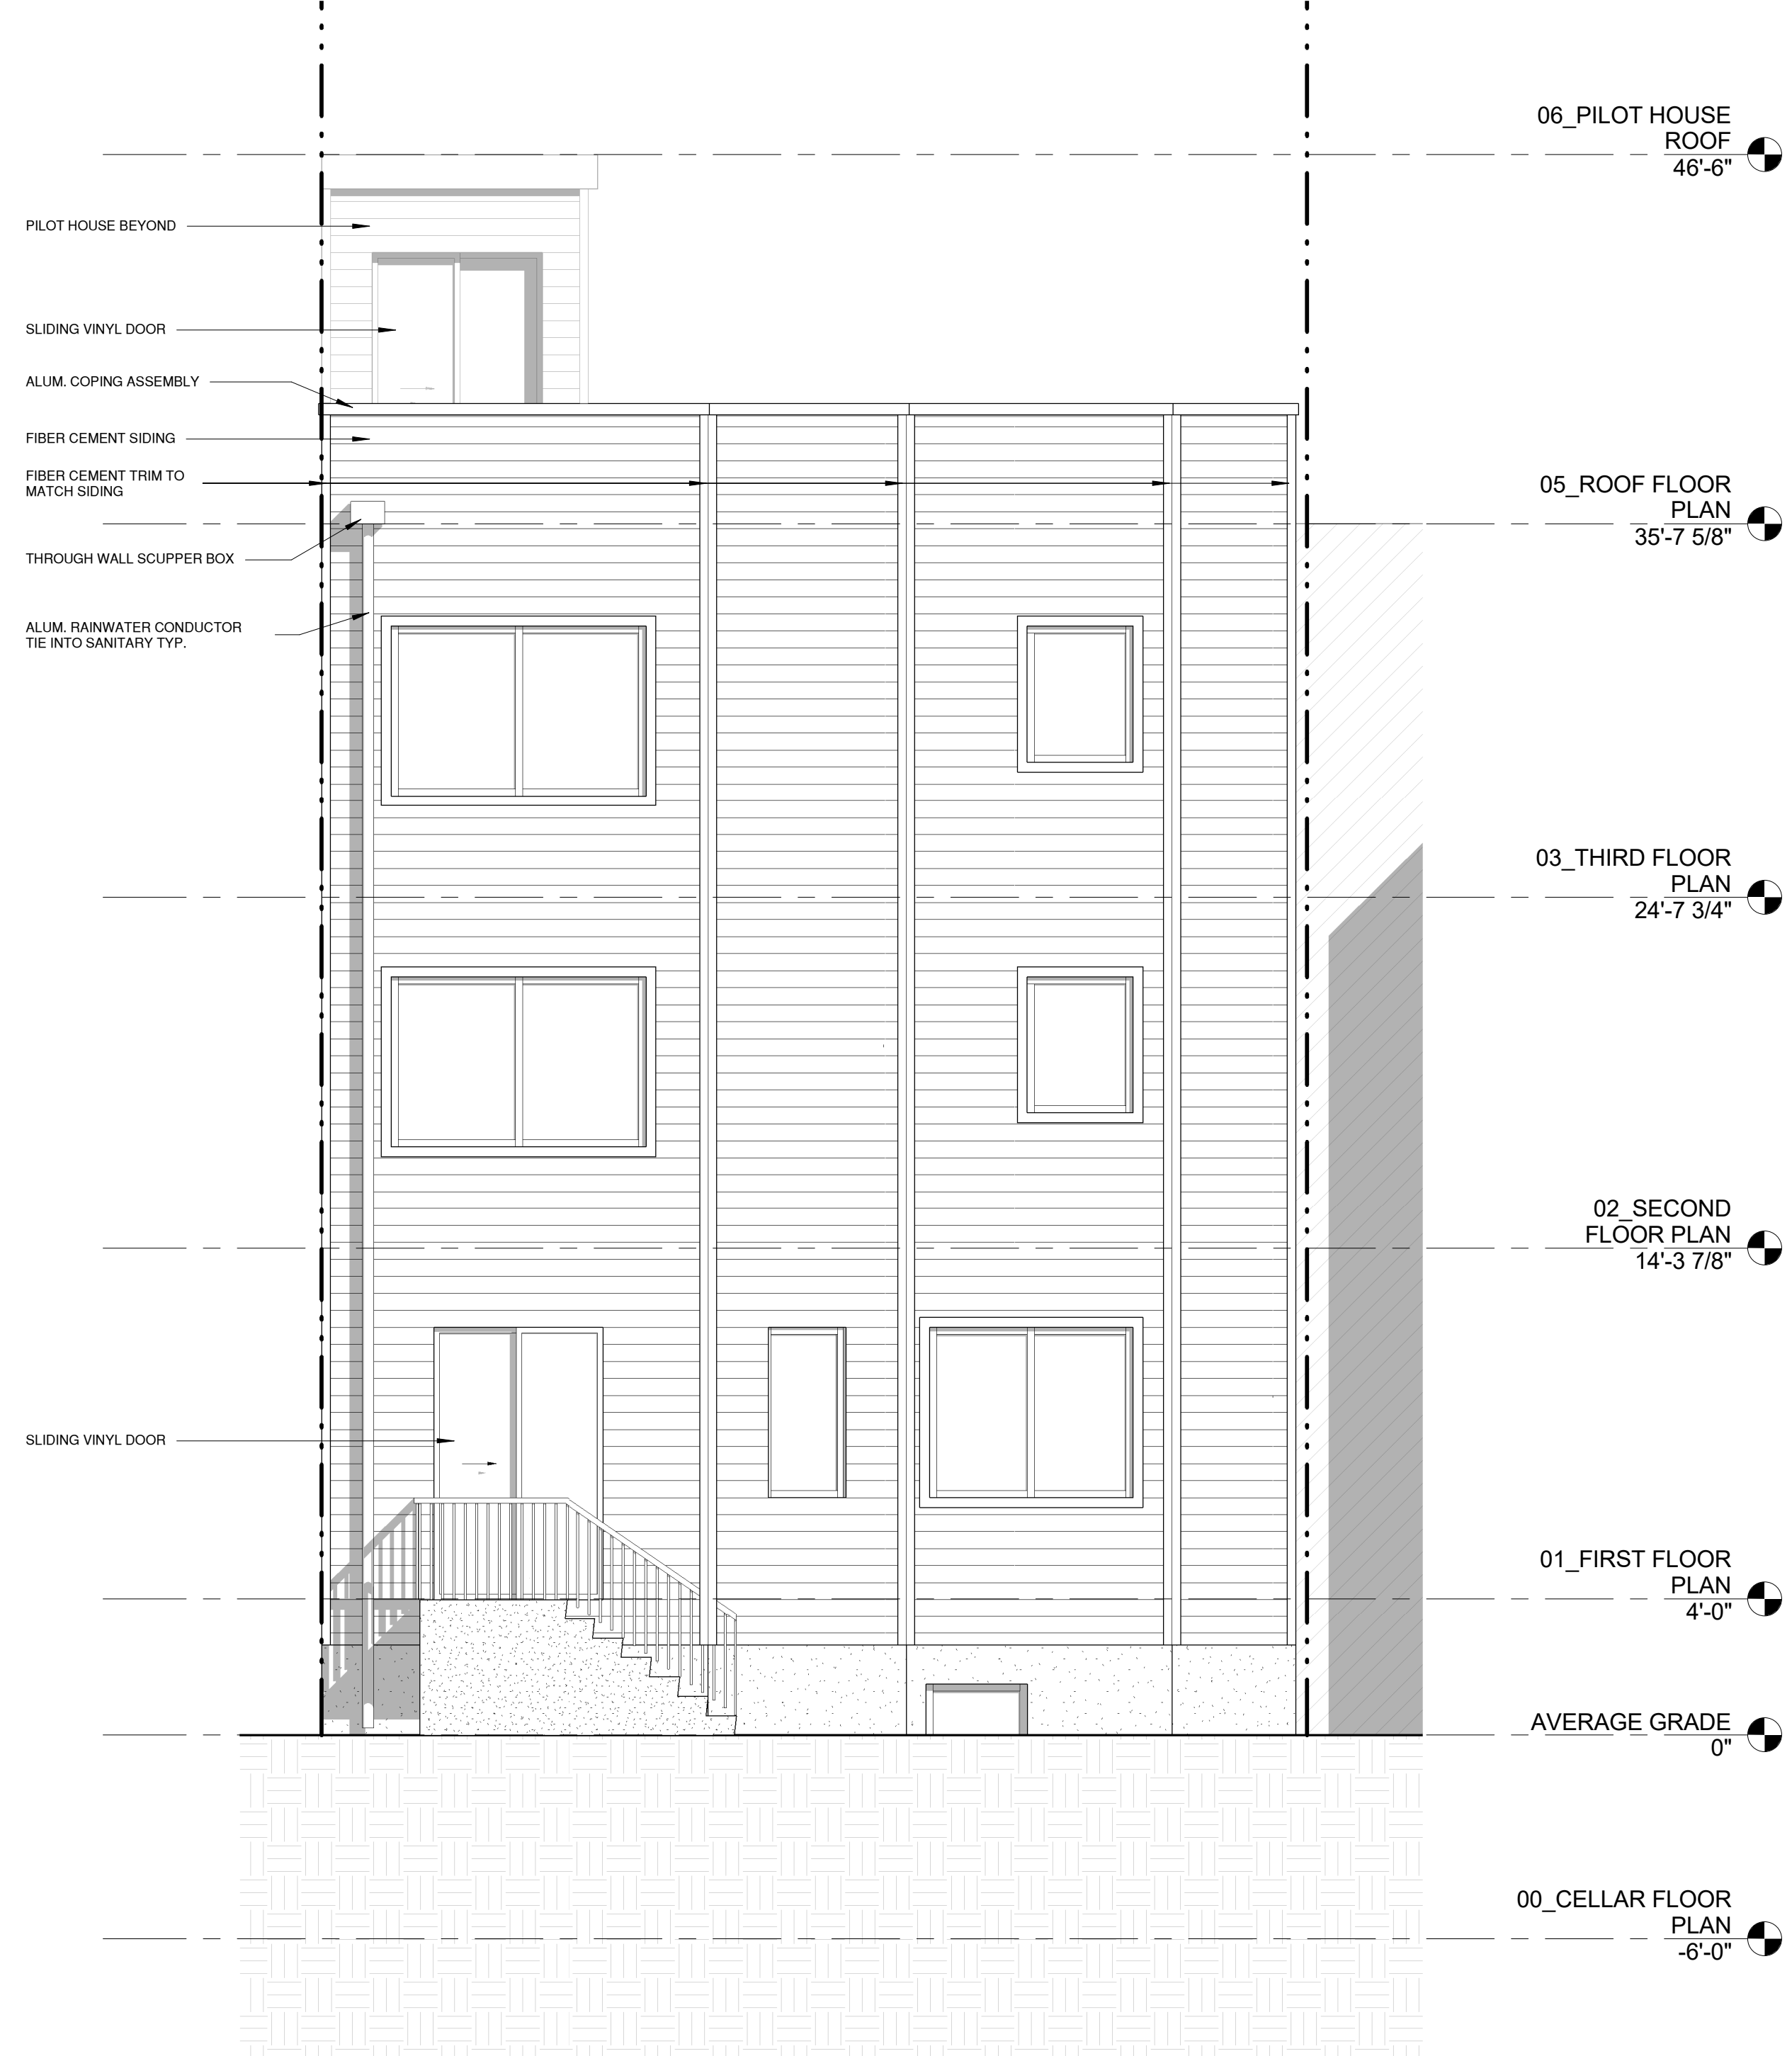 06_PILOT HOUSE
ROOF
46'-6"
PILOT HOUSE BEYOND
SLIDING VINYL DOOR
ALUM. COPING ASSEMBLY
FIBER CEMENT SIDING
FIBER CEMENT TRIM TO
MATCH SIDING
05_ROOF FLOOR
PLAN
35'-7 5/8"
THROUGH WALL SCUPPER BOX
ALUM. RAINWATER CONDUCTOR
TIE INTO SANITARY TYP.
03_THIRD FLOOR
PLAN
24'-7 3/4"
02_SECOND
FLOOR PLAN
14'-3 7/8"
SLIDING VINYL DOOR
01_FIRST FLOOR
PLAN
4'-0"
AVERAGE GRADE
0"
00_CELLAR FLOOR
PLAN
-6'-0"